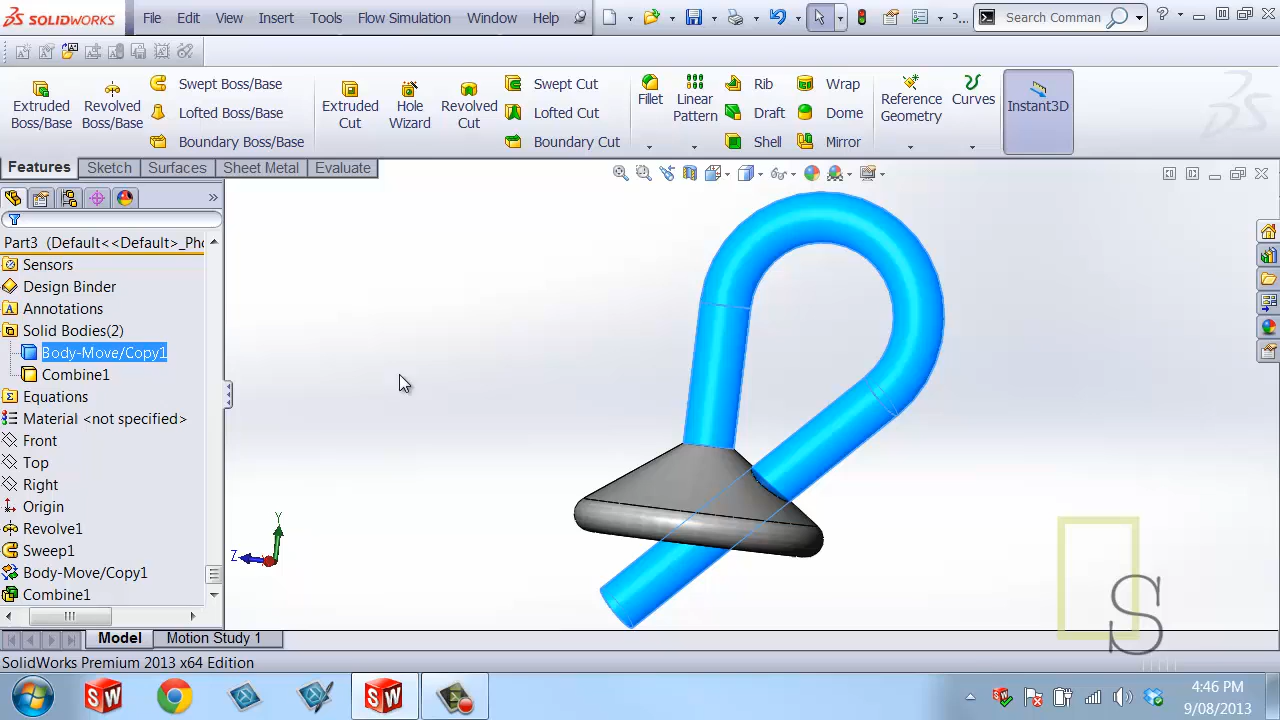 SOLIDWORKS File Edit View Insert Tools Flow Simulation Window Help Search Comman ?
Extruded Boss/Base
Revolved Boss/Base
Swept Boss/Base
Lofted Boss/Base
Boundary Boss/Base
Extruded Cut
Hole Wizard
Revolved Cut
Swept Cut
Lofted Cut
Boundary Cut
Fillet
Linear Pattern
Rib
Draft
Shell
Wrap
Dome
Mirror
Reference Geometry
Curves
Instant3D
Features Sketch Surfaces Sheet Metal Evaluate
Part3 (Default<<Default>_Pho
Sensors
Design Binder
Annotations
Solid Bodies(2)
Body-Move/Copy1
Combine1
Equations
Material <not specified>
Front
Top
Right
Origin
Revolve1
Sweep1
Body-Move/Copy1
Combine1
Y
Z
S
Model Motion Study 1
SolidWorks Premium 2013 x64 Edition
SW SW
4:46 PM
9/08/2013